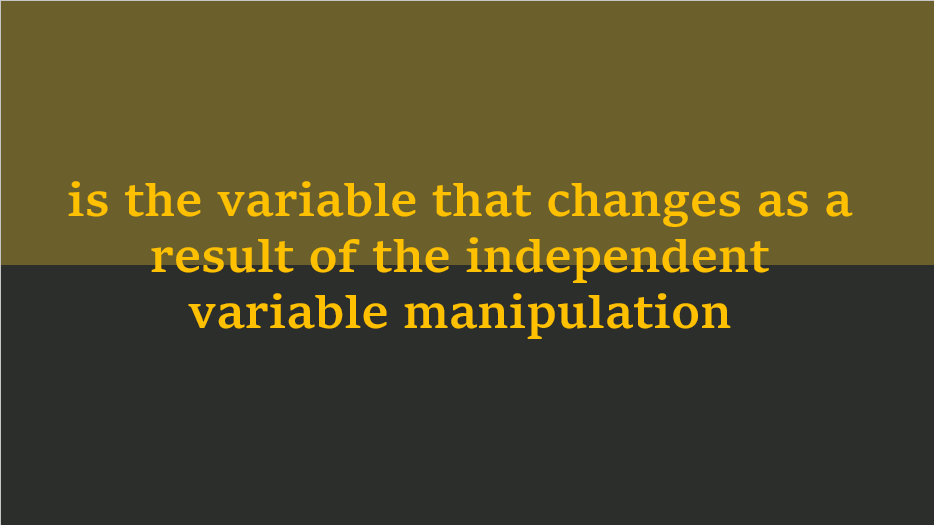 is the variable that changes as a
result of the independent
variable manipulation